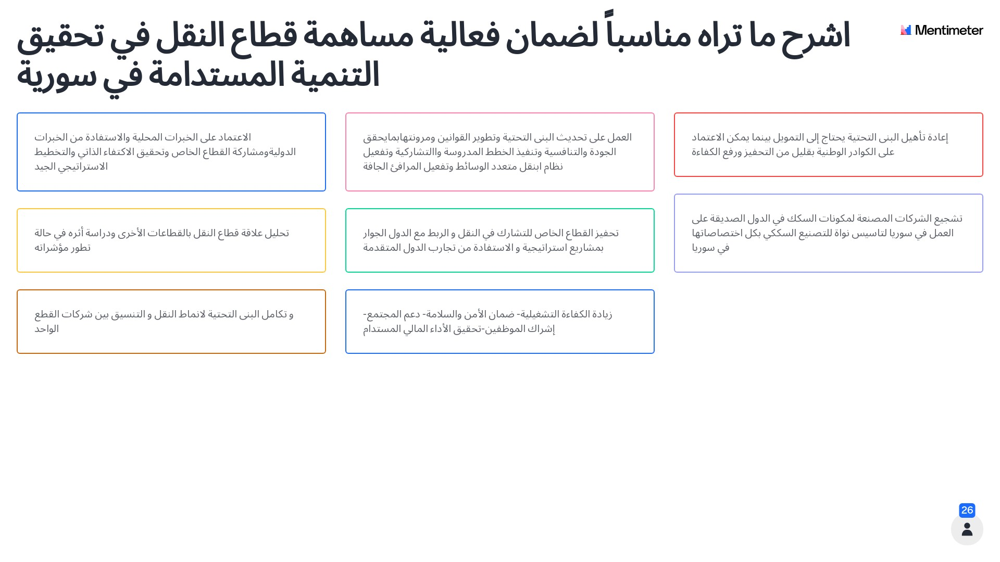 اشرح ما تراه مناسباً لضمان فعالية مساهمة قطاع النقل في تحقيق
التنمية المستدامة في سورية
Mentimeter
الاعتماد على الخبرات المحلية والاستفادة من الخبرات
الدوليةومشاركة القطاع الخاص وتحقيق الاكتفاء الذاتي والتخطيط
الاستراتيجي الجيد
العمل على تحديث البنى التحتية وتطوير القوانين ومرونتهابمايحقق
الجودة والتنافسية وتنفيذ الخطط المدروسة واالتشاركية وتفعيل
نظام ابنقل متعدد الوسائط وتفعيل المرافئ الجافة
إعادة تأهيل البنى التحتية يحتاج إلى التمويل بينما يمكن الاعتماد
على الكوادر الوطنية بقليل من التحفيز ورفع الكفاءة
تحليل علاقة قطاع النقل بالقطاعات الأخرى ودراسة أثره في حالة
تطور مؤشراته
تحفيز القطاع الخاص للتشارك في النقل و الربط مع الدول الجوار
بمشاريع استراتيجية و الاستفادة من تجارب الدول المتقدمة
تشجيع الشركات المصنعة لمكونات السكك في الدول الصديقة على
العمل في سوريا لتاسيس نواة للتصنيع السككي بكل اختصاصاتها
في سوريا
و تكامل البنى التحتية لانماط النقل و التنسيق بين شركات القطع
الواحد
زيادة الكفاءة التشغيلية- ضمان الأمن والسلامة- دعم المجتمع-
إشراك الموظفين-تحقيق الأداء المالي المستدام
26